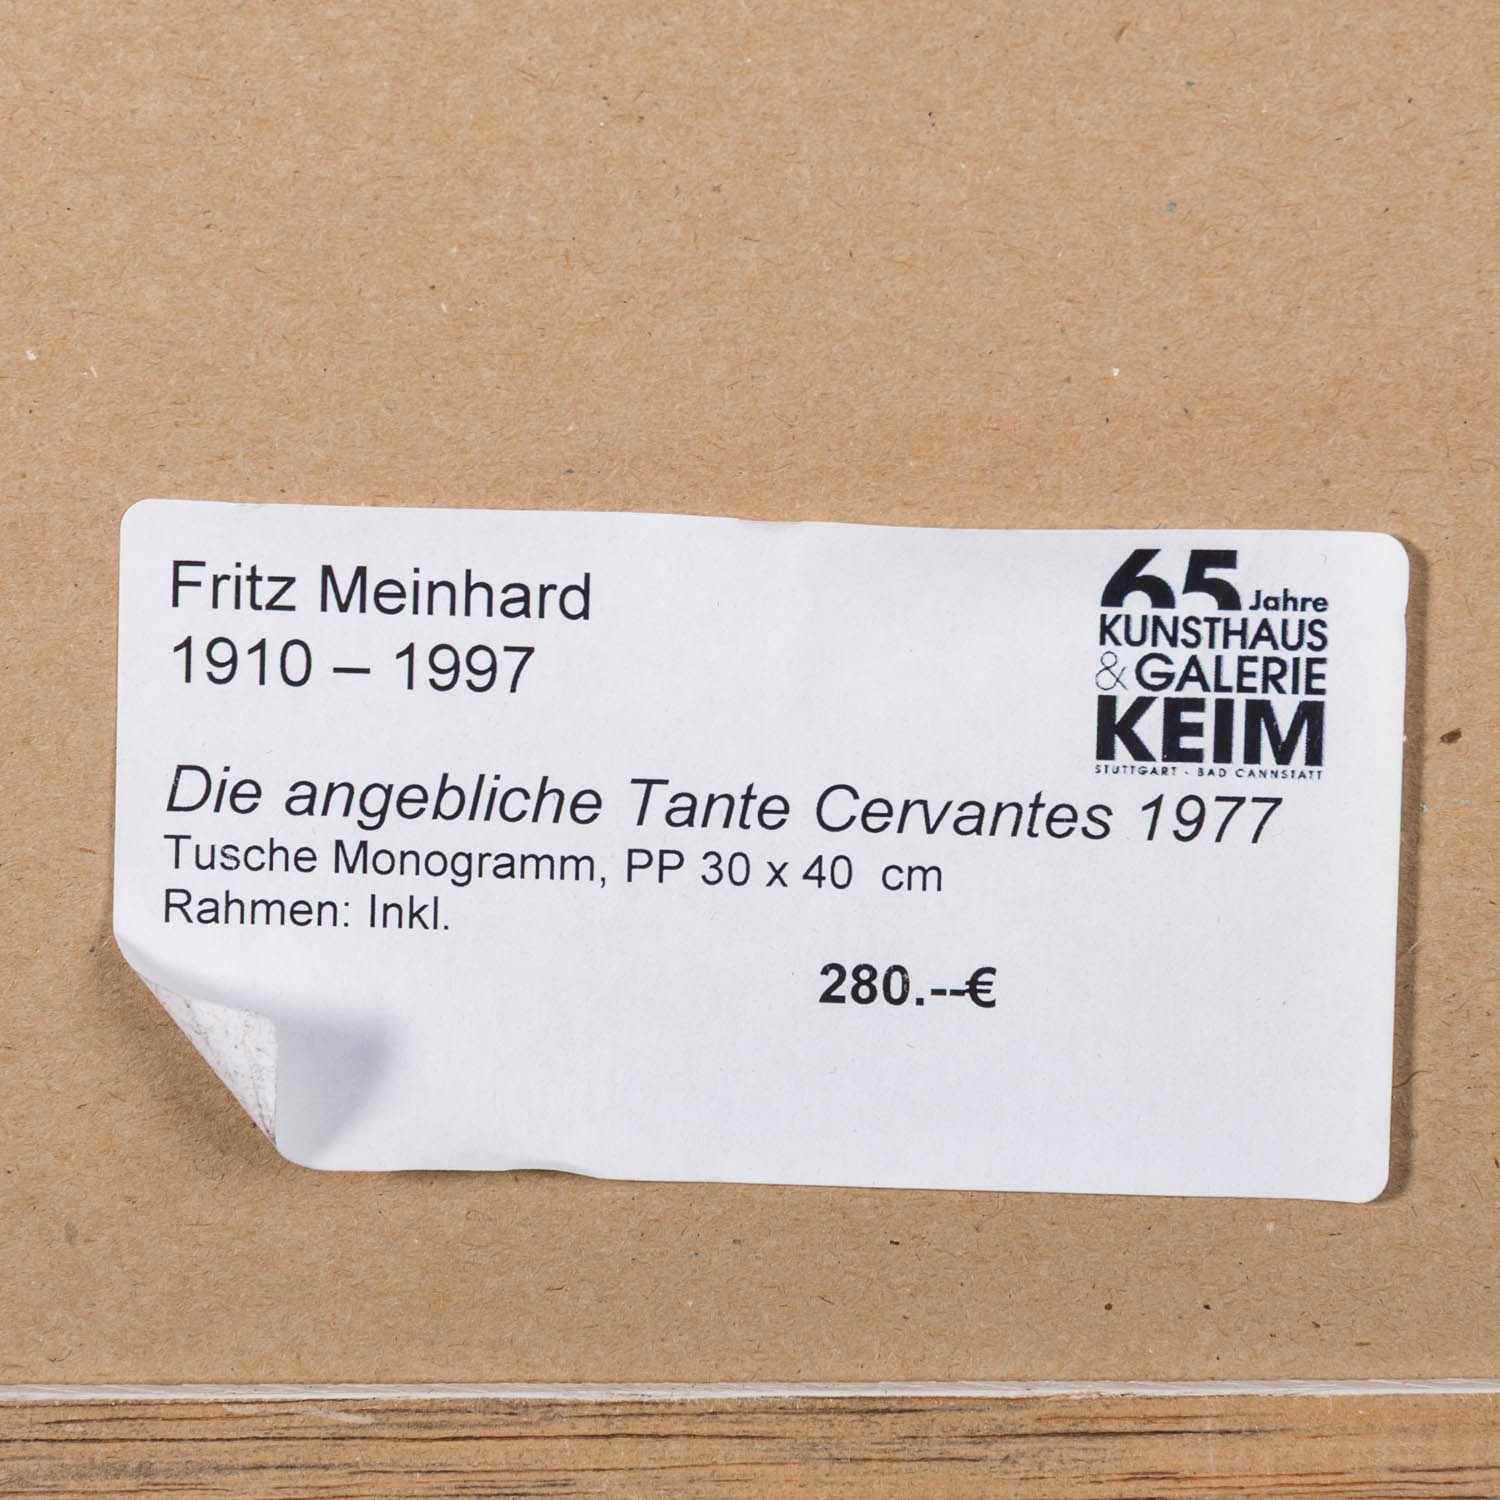 Fritz Meinhard
1910 – 1997
65 Jahre
KUNSTHAUS
& GALERIE
KEIM
STUTTGART - BAD CANNSTATT
Die angebliche Tante Cervantes 1977
Tusche Monogramm, PP 30 x 40 cm
Rahmen: Inkl.
280.--€